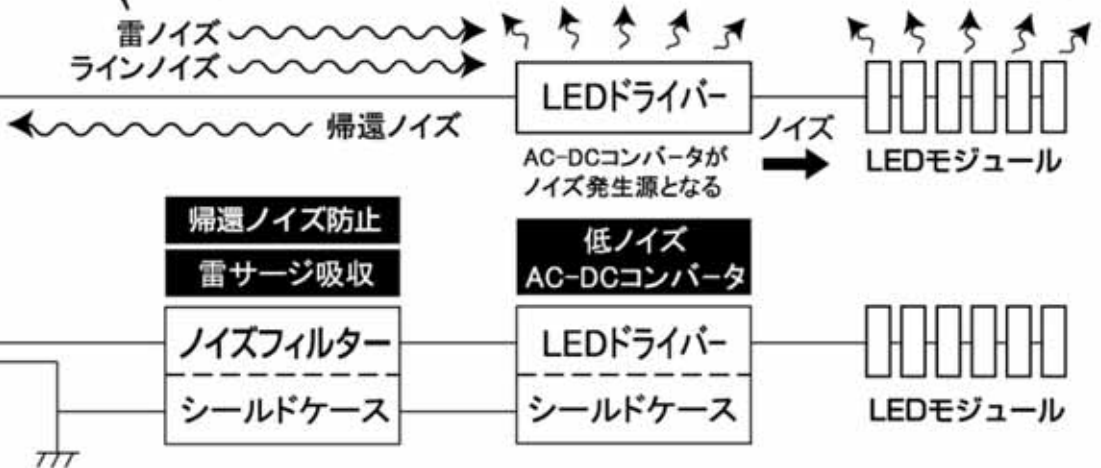 雷ノイズ
ラインノイズ
帰還ノイズ
LEDドライバー
AC-DCコンバータが
ノイズ発生源となる
ノイズ
LEDモジュール
帰還ノイズ防止
雷サージ吸収
低ノイズ
AC-DCコンバータ
ノイズフィルター
シールドケース
LEDドライバー
シールドケース
LEDモジュール